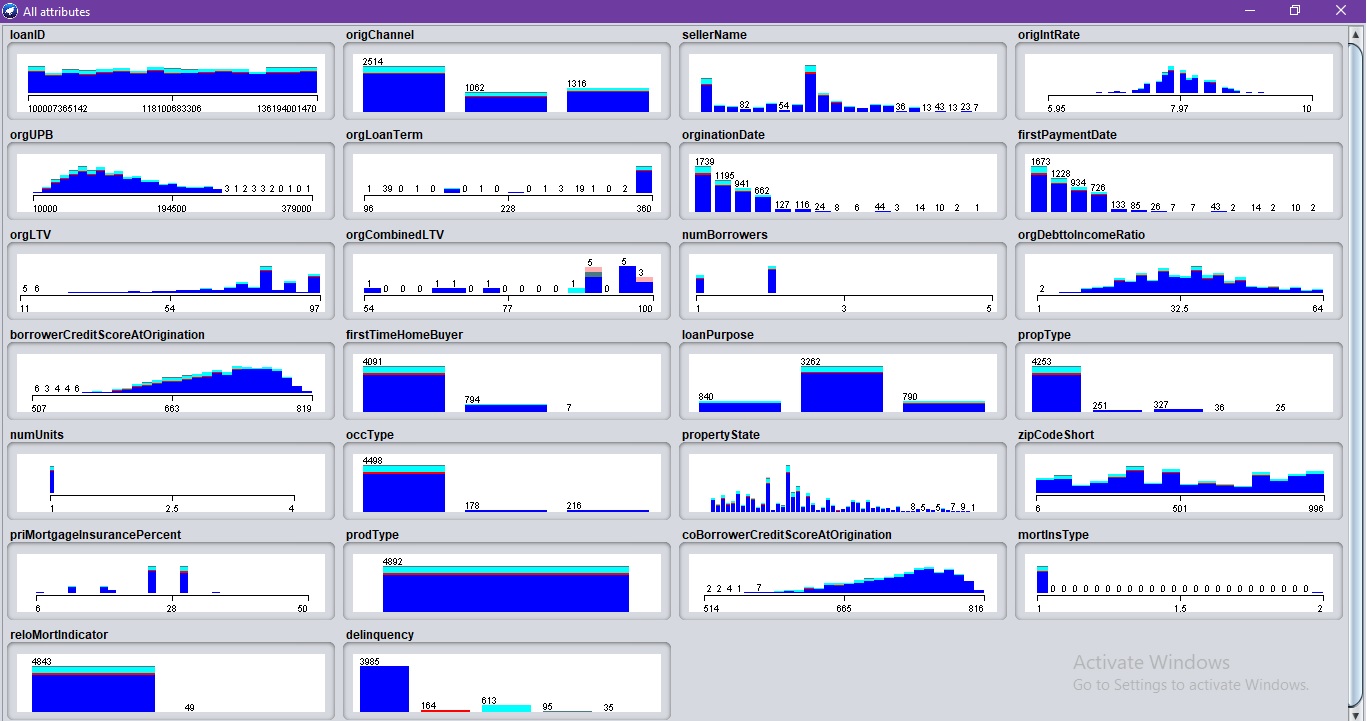 All attributes
loanID
origChannel
sellerName
origIntRate
100007365142 118100683306 136194001470
2514 1062 1316
82 54 36 13 43 13 23 7
5.95 7.97 10
orgUPB
orgLoanTerm
orginationDate
firstPaymentDate
3 1 2 3 3 2 0 1 0 1
10000 194500 379000
1 39 0 1 0 0 1 0 0 1 3 19 1 0 2
96 228 360
1739 1195 941 662 127 116 24 8 6 44 3 14 10 2 1
1673 1228 934 726 133 85 26 7 7 43 2 14 2 10 2
orgLTV
orgCombinedLTV
numBorrowers
orgDebttoIncomeRatio
5 6
11 54 97
1 0 0 0 1 1 0 1 0 0 0 0 1 5 0 5 3
54 77 100
1 3 5
2
1 32.5 64
borrowerCreditScoreAtOrigination
firstTimeHomeBuyer
loanPurpose
propType
6 3 4 4 6
507 663 819
4091 794 7
840 3262 790
4253 251 327 36 25
numUnits
occType
propertyState
zipCodeShort
1 2.5 4
4498 178 216
8 5 5 7 9 1
6 501 996
priMortgageInsurancePercent
prodType
coBorrowerCreditScoreAtOrigination
mortInsType
6 28 50
4892
2 2 4 1 7
514 665 816
0 0 0 0 0 0 0 0 0 0 0 0 0 0 0 0 0 0 0 0 0 0
1 1.5 2
reloMortIndicator
delinquency
4843 49
3985 164 613 95 35
Activate Windows
Go to Settings to activate Windows.